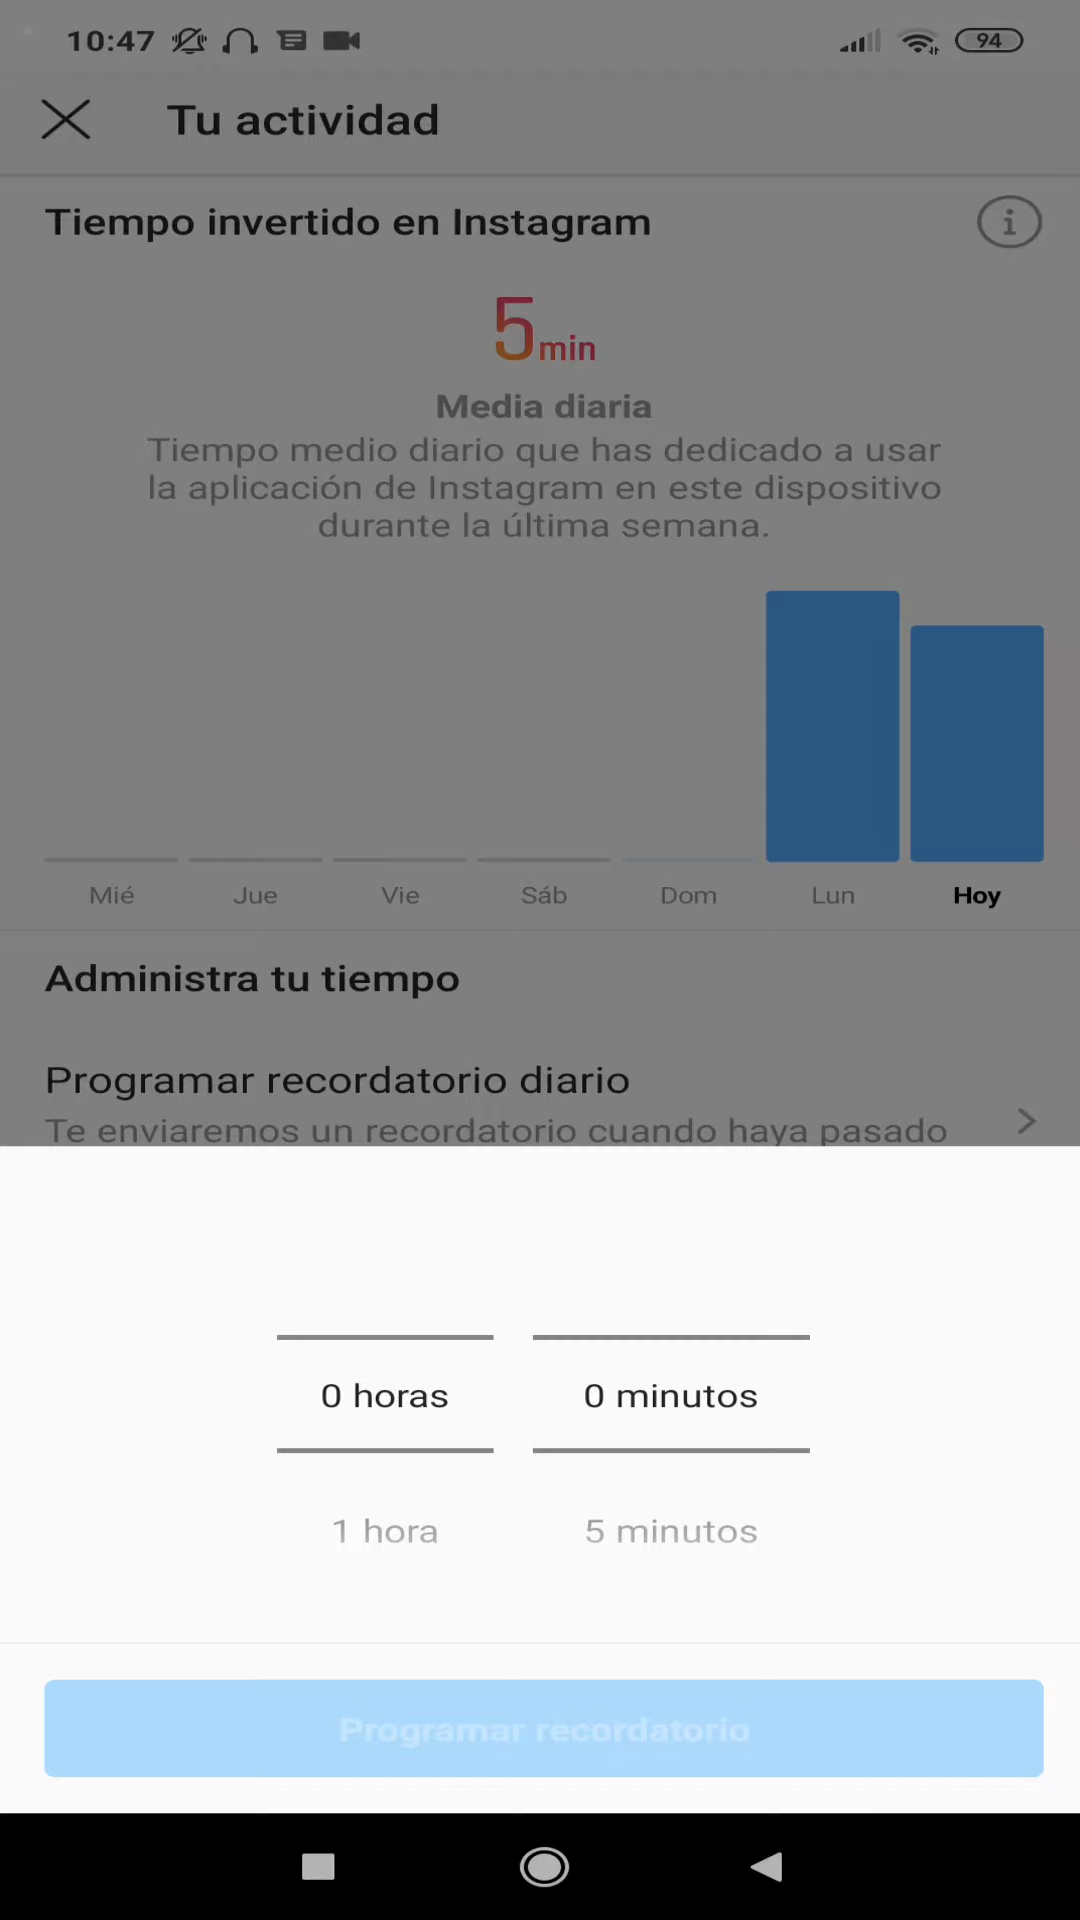 10:47
94
Tu actividad
Tiempo invertido en Instagram
i
5 min
Media diaria
Tiempo medio diario que has dedicado a usar
la aplicación de Instagram en este dispositivo
durante la última semana.
Mié Jue Vie Sáb Dom Lun Hoy
Administra tu tiempo
Programar recordatorio diario
Te enviaremos un recordatorio cuando haya pasado
0 horas 0 minutos
1 hora 5 minutos
Programar recordatorio